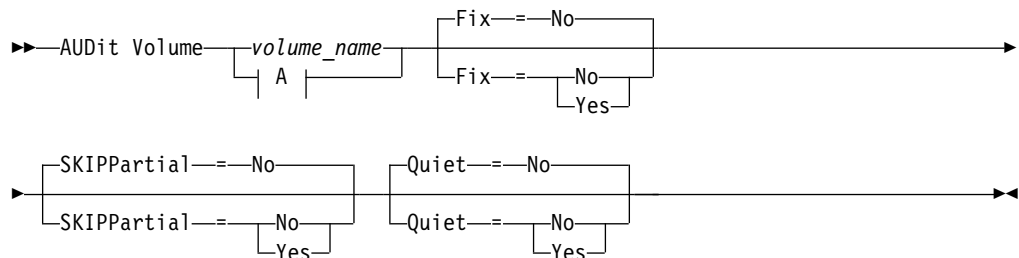 Fix = No
AUDit Volume volume_name
A
Fix = No
Yes
SKIPPartial = No
SKIPPartial = No
Yes
Quiet = No
Quiet = No
Yes